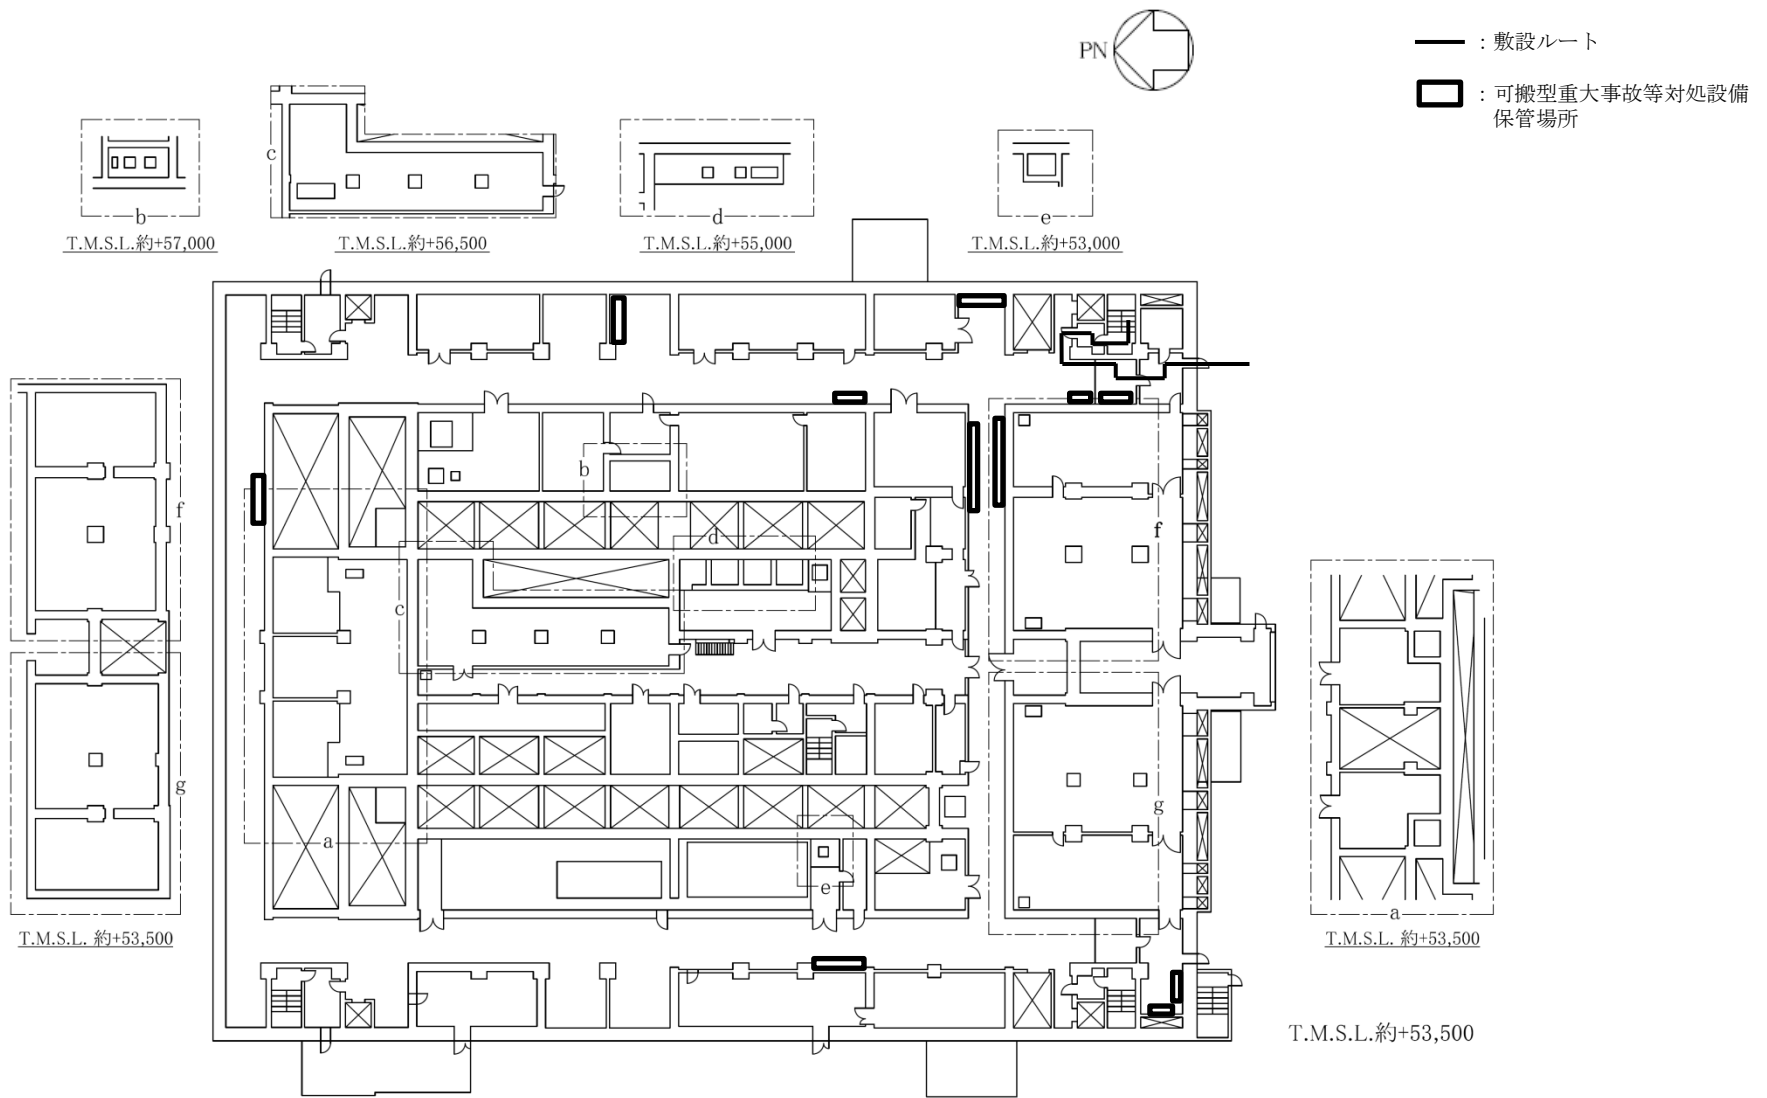 PN
：敷設ルート
：可搬型重大事故等対処設備
保管場所
c
b
T.M.S.L.約+57,000
T.M.S.L.約+56,500
d
T.M.S.L.約+55,000
e
T.M.S.L.約+53,000
b
f
f
d
c
g
g
a
e
a
T.M.S.L. 約+53,500
T.M.S.L. 約+53,500
T.M.S.L.約+53,500